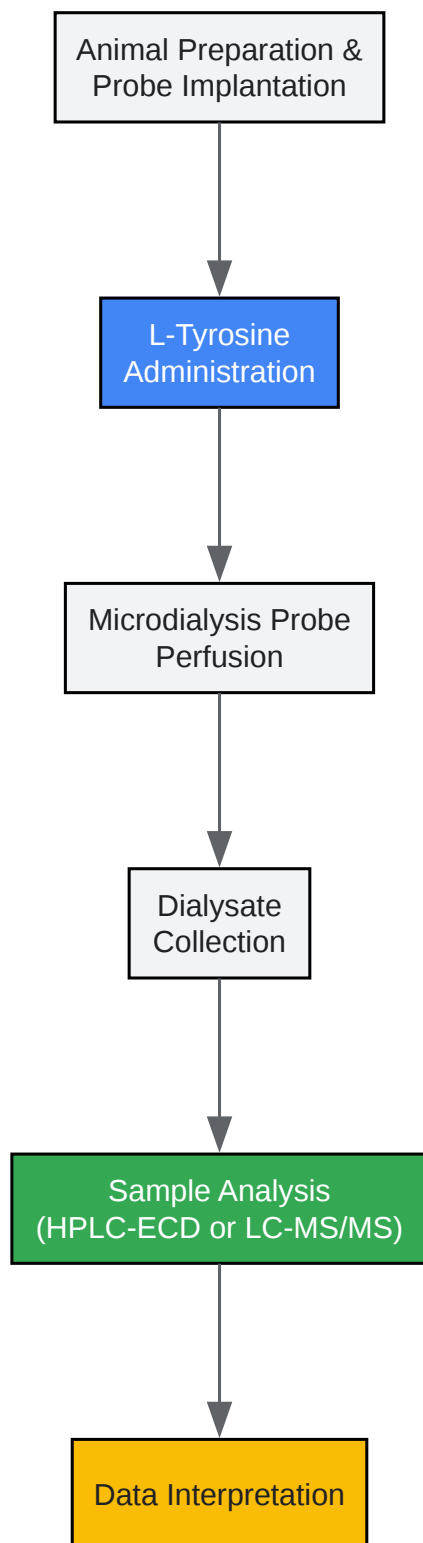 Animal Preparation &
Probe Implantation
L-Tyrosine
Administration
Microdialysis Probe
Perfusion
Dialysate
Collection
Sample Analysis
(HPLC-ECD or LC-MS/MS)
Data Interpretation